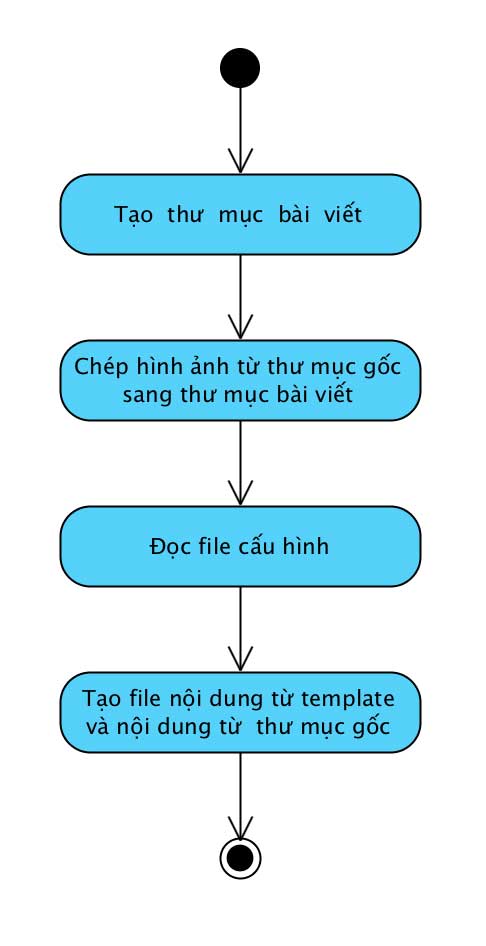 Tạo thư mục bài viết
Chép hình ảnh từ thư mục gốc
sang thư mục bài viết
Đọc file cấu hình
Tạo file nội dung từ template
và nội dung từ thư mục gốc